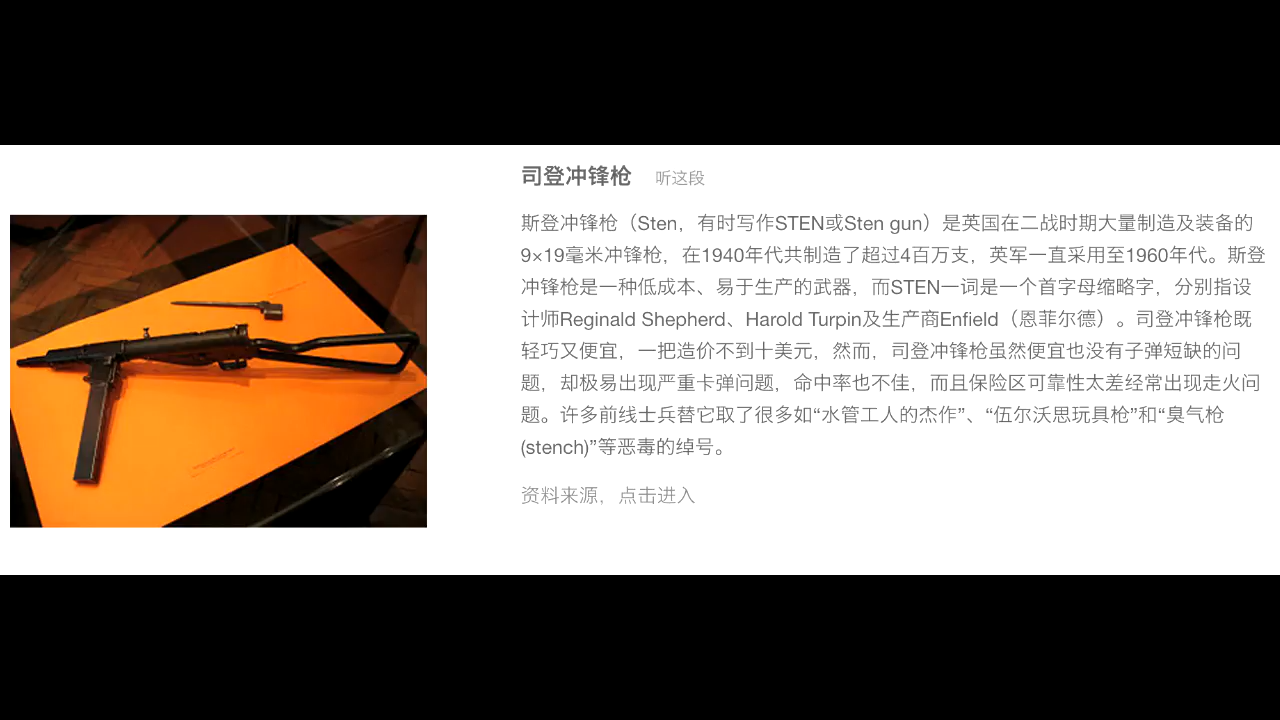 司登冲锋枪 听这段
斯登冲锋枪（Sten，有时写作STEN或Sten gun）是英国在二战时期大量制造及装备的
9×19毫米冲锋枪，在1940年代共制造了超过4百万支，英军一直采用至1960年代。斯登
冲锋枪是一种低成本、易于生产的武器，而STEN一词是一个首字母缩略字，分别指设
计师Reginald Shepherd、Harold Turpin及生产商Enfield（恩菲尔德）。司登冲锋枪既
轻巧又便宜，一把造价不到十美元，然而，司登冲锋枪虽然便宜也没有子弹短缺的问
题，却极易出现严重卡弹问题，命中率也不佳，而且保险区可靠性太差经常出现走火问
题。许多前线士兵替它取了很多如“水管工人的杰作”、“伍尔沃思玩具枪”和“臭气枪
(stench)”等恶毒的绰号。
资料来源，点击进入